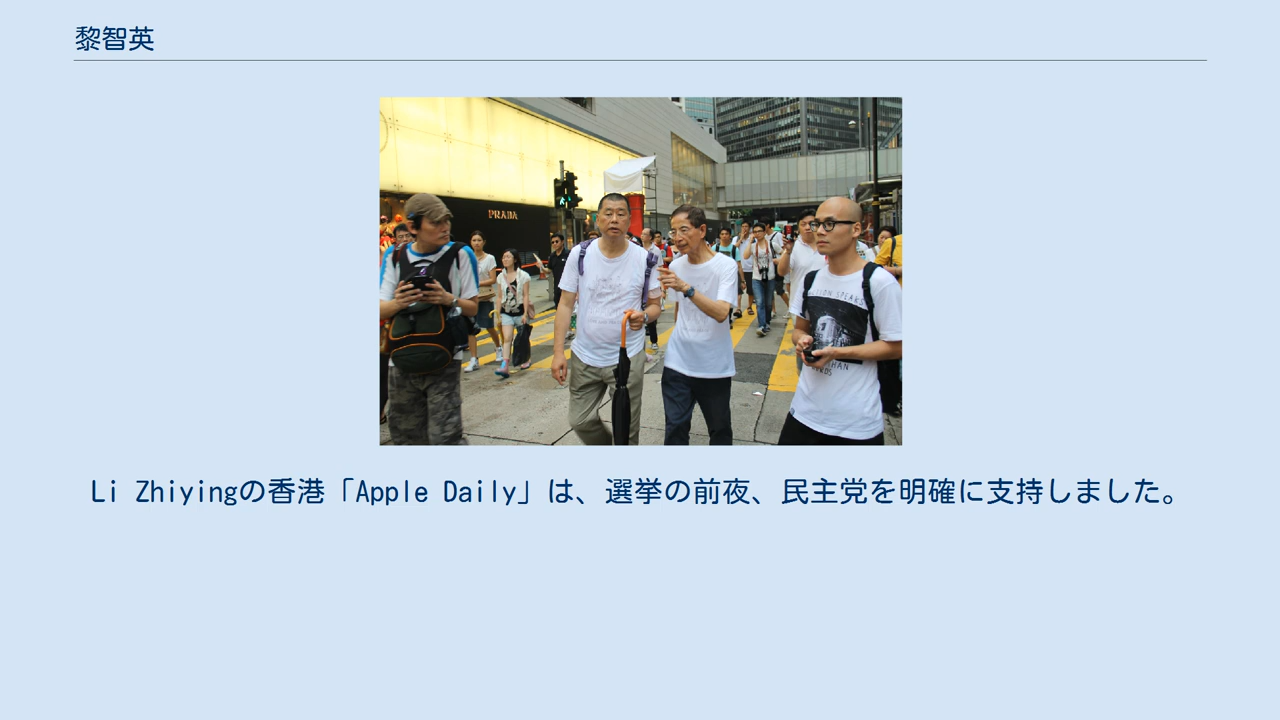 黎智英
PRADA
Li Zhiyingの香港「Apple Daily」は、選挙の前夜、民主党を明確に支持しました。